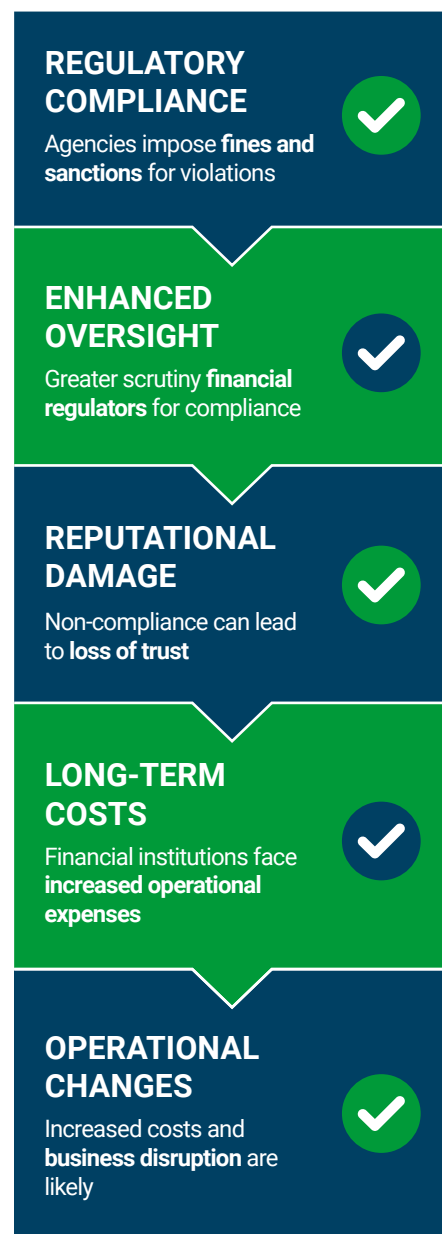 REGULATORY
COMPLIANCE
Agencies impose fines and
sanctions for violations
ENHANCED
OVERSIGHT
Greater scrutiny financial
regulators for compliance
REPUTATIONAL
DAMAGE
Non-compliance can lead
to loss of trust
LONG-TERM
COSTS
Financial institutions face
increased operational
expenses
OPERATIONAL
CHANGES
Increased costs and
business disruption are
likely